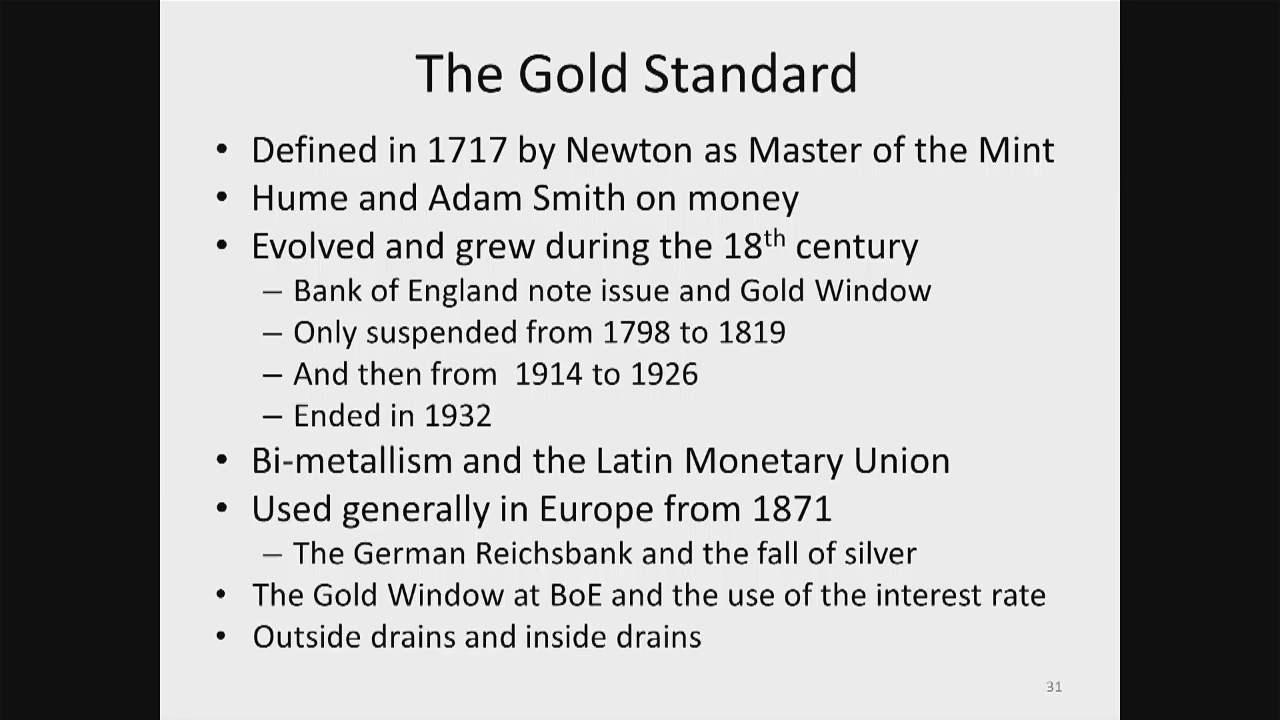 The Gold Standard
• Defined in 1717 by Newton as Master of the Mint
• Hume and Adam Smith on money
• Evolved and grew during the 18th century
– Bank of England note issue and Gold Window
– Only suspended from 1798 to 1819
– And then from  1914 to 1926
– Ended in 1932
• Bi-metallism and the Latin Monetary Union
• Used generally in Europe from 1871
– The German Reichsbank and the fall of silver
• The Gold Window at BoE and the use of the interest rate
• Outside drains and inside drains
31